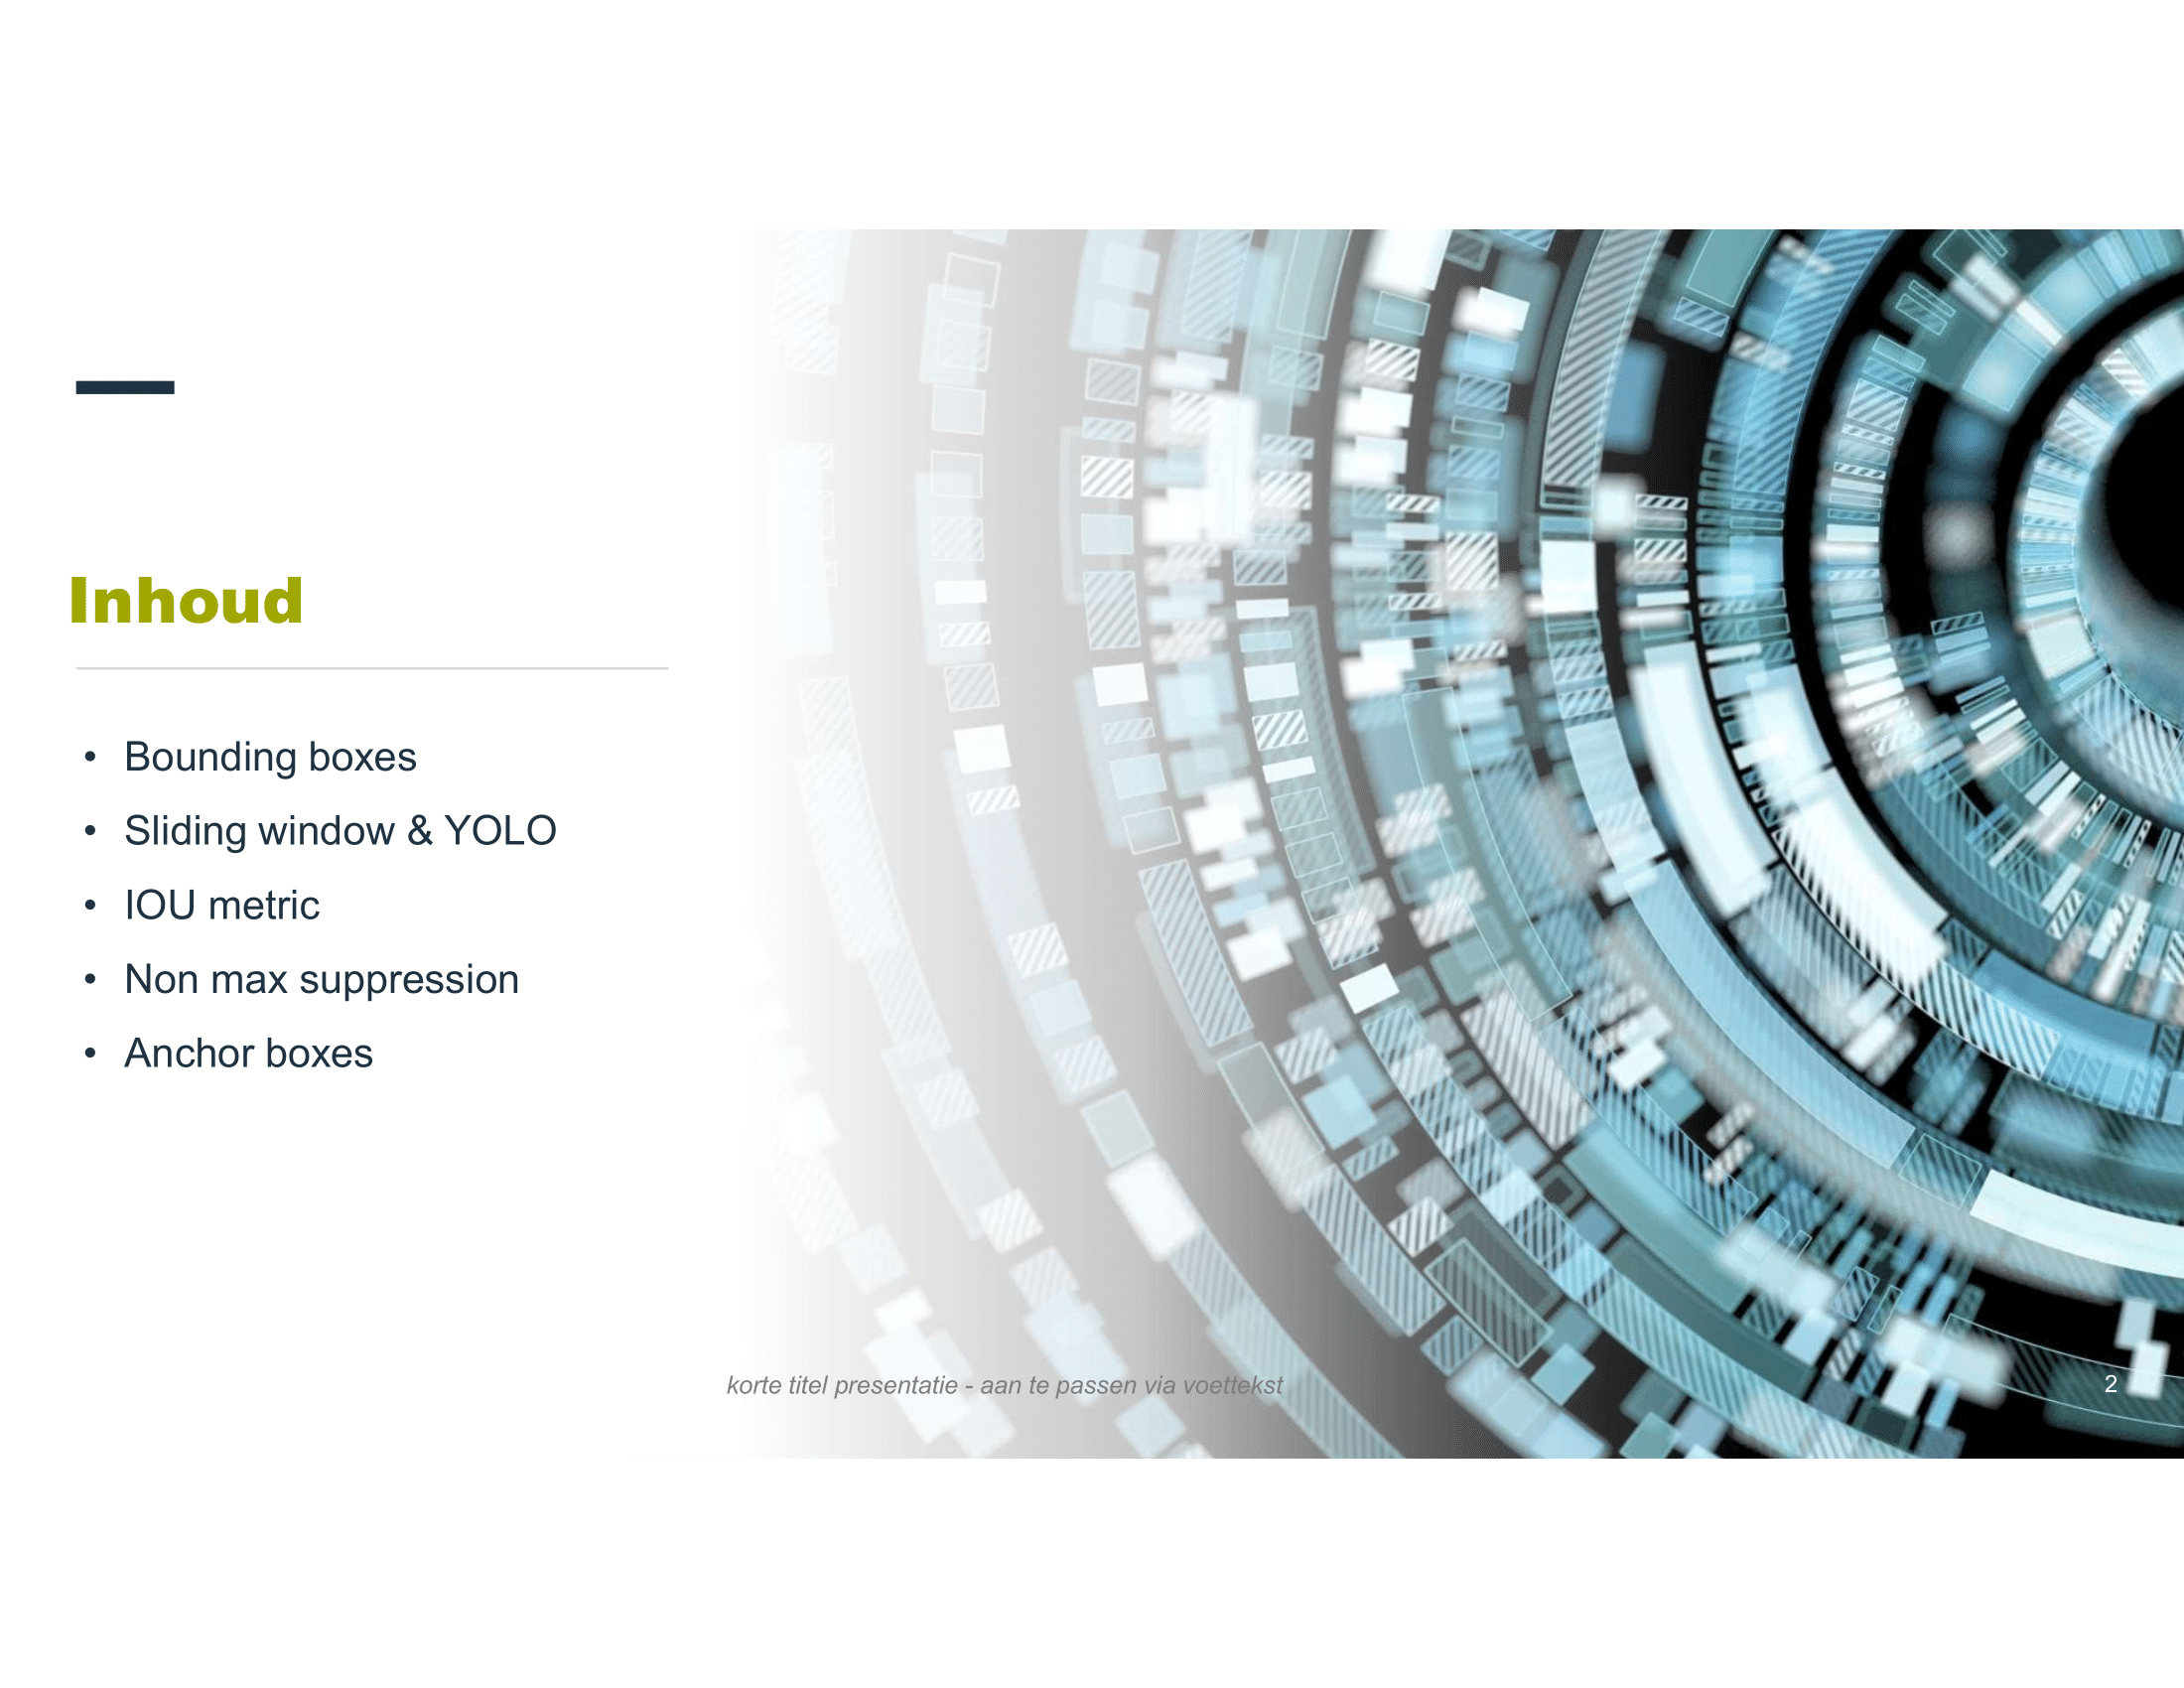 Inhoud
• Bounding boxes
• Sliding window & YOLO
• IOU metric
• Non max suppression
• Anchor boxes
korte titel presentatie - aan te passen via voettekst
2